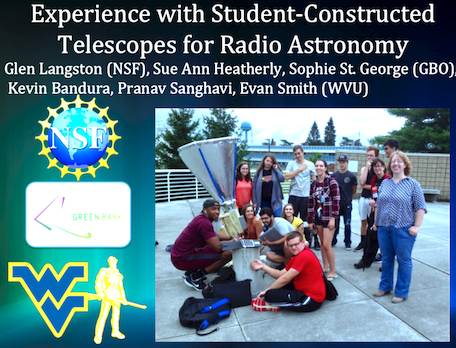 Experience with Student-Constructed
Telescopes for Radio Astronomy
Glen Langston (NSF), Sue Ann Heatherly, Sophie St. George (GBO),
Kevin Bandura, Pranav Sanghavi, Evan Smith (WVU)
NSF
GREEN BANK
WV